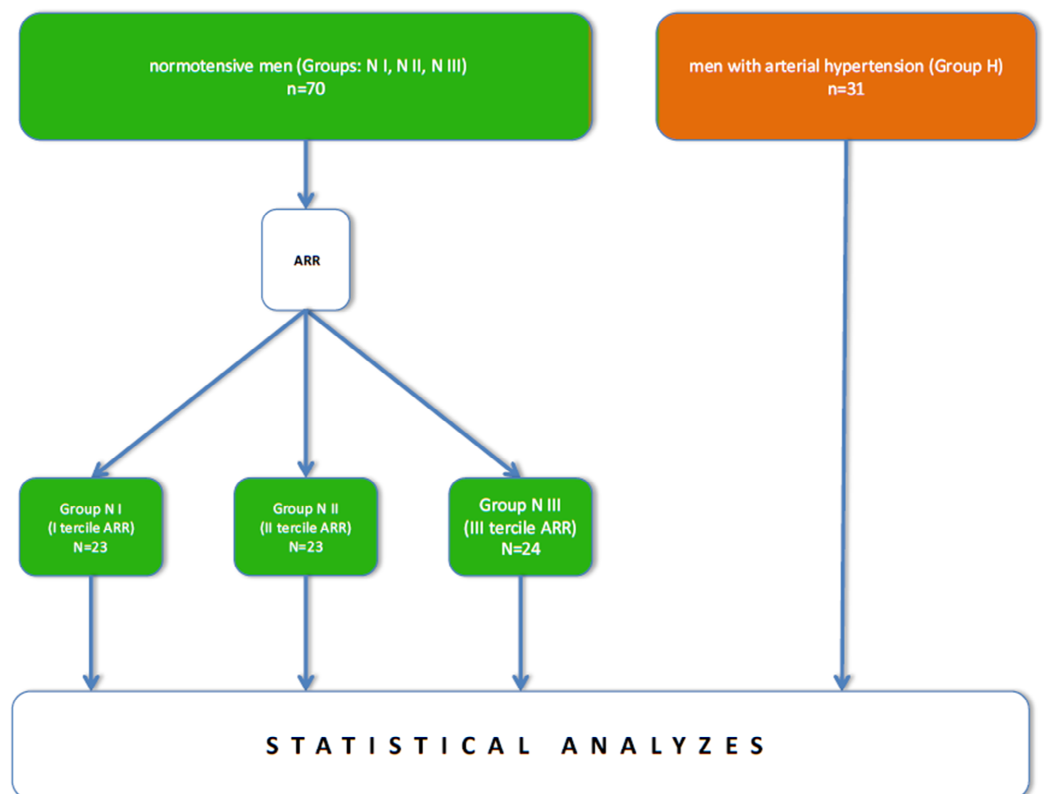 normotensive men (Groups: N I, N II, N III)
n=70
men with arterial hypertension (Group H)
n=31
ARR
Group N I
(I tercile ARR)
N=23
Group N II
(II tercile ARR)
N=23
Group N III
(III tercile ARR)
N=24
STATISTICAL ANALYZES